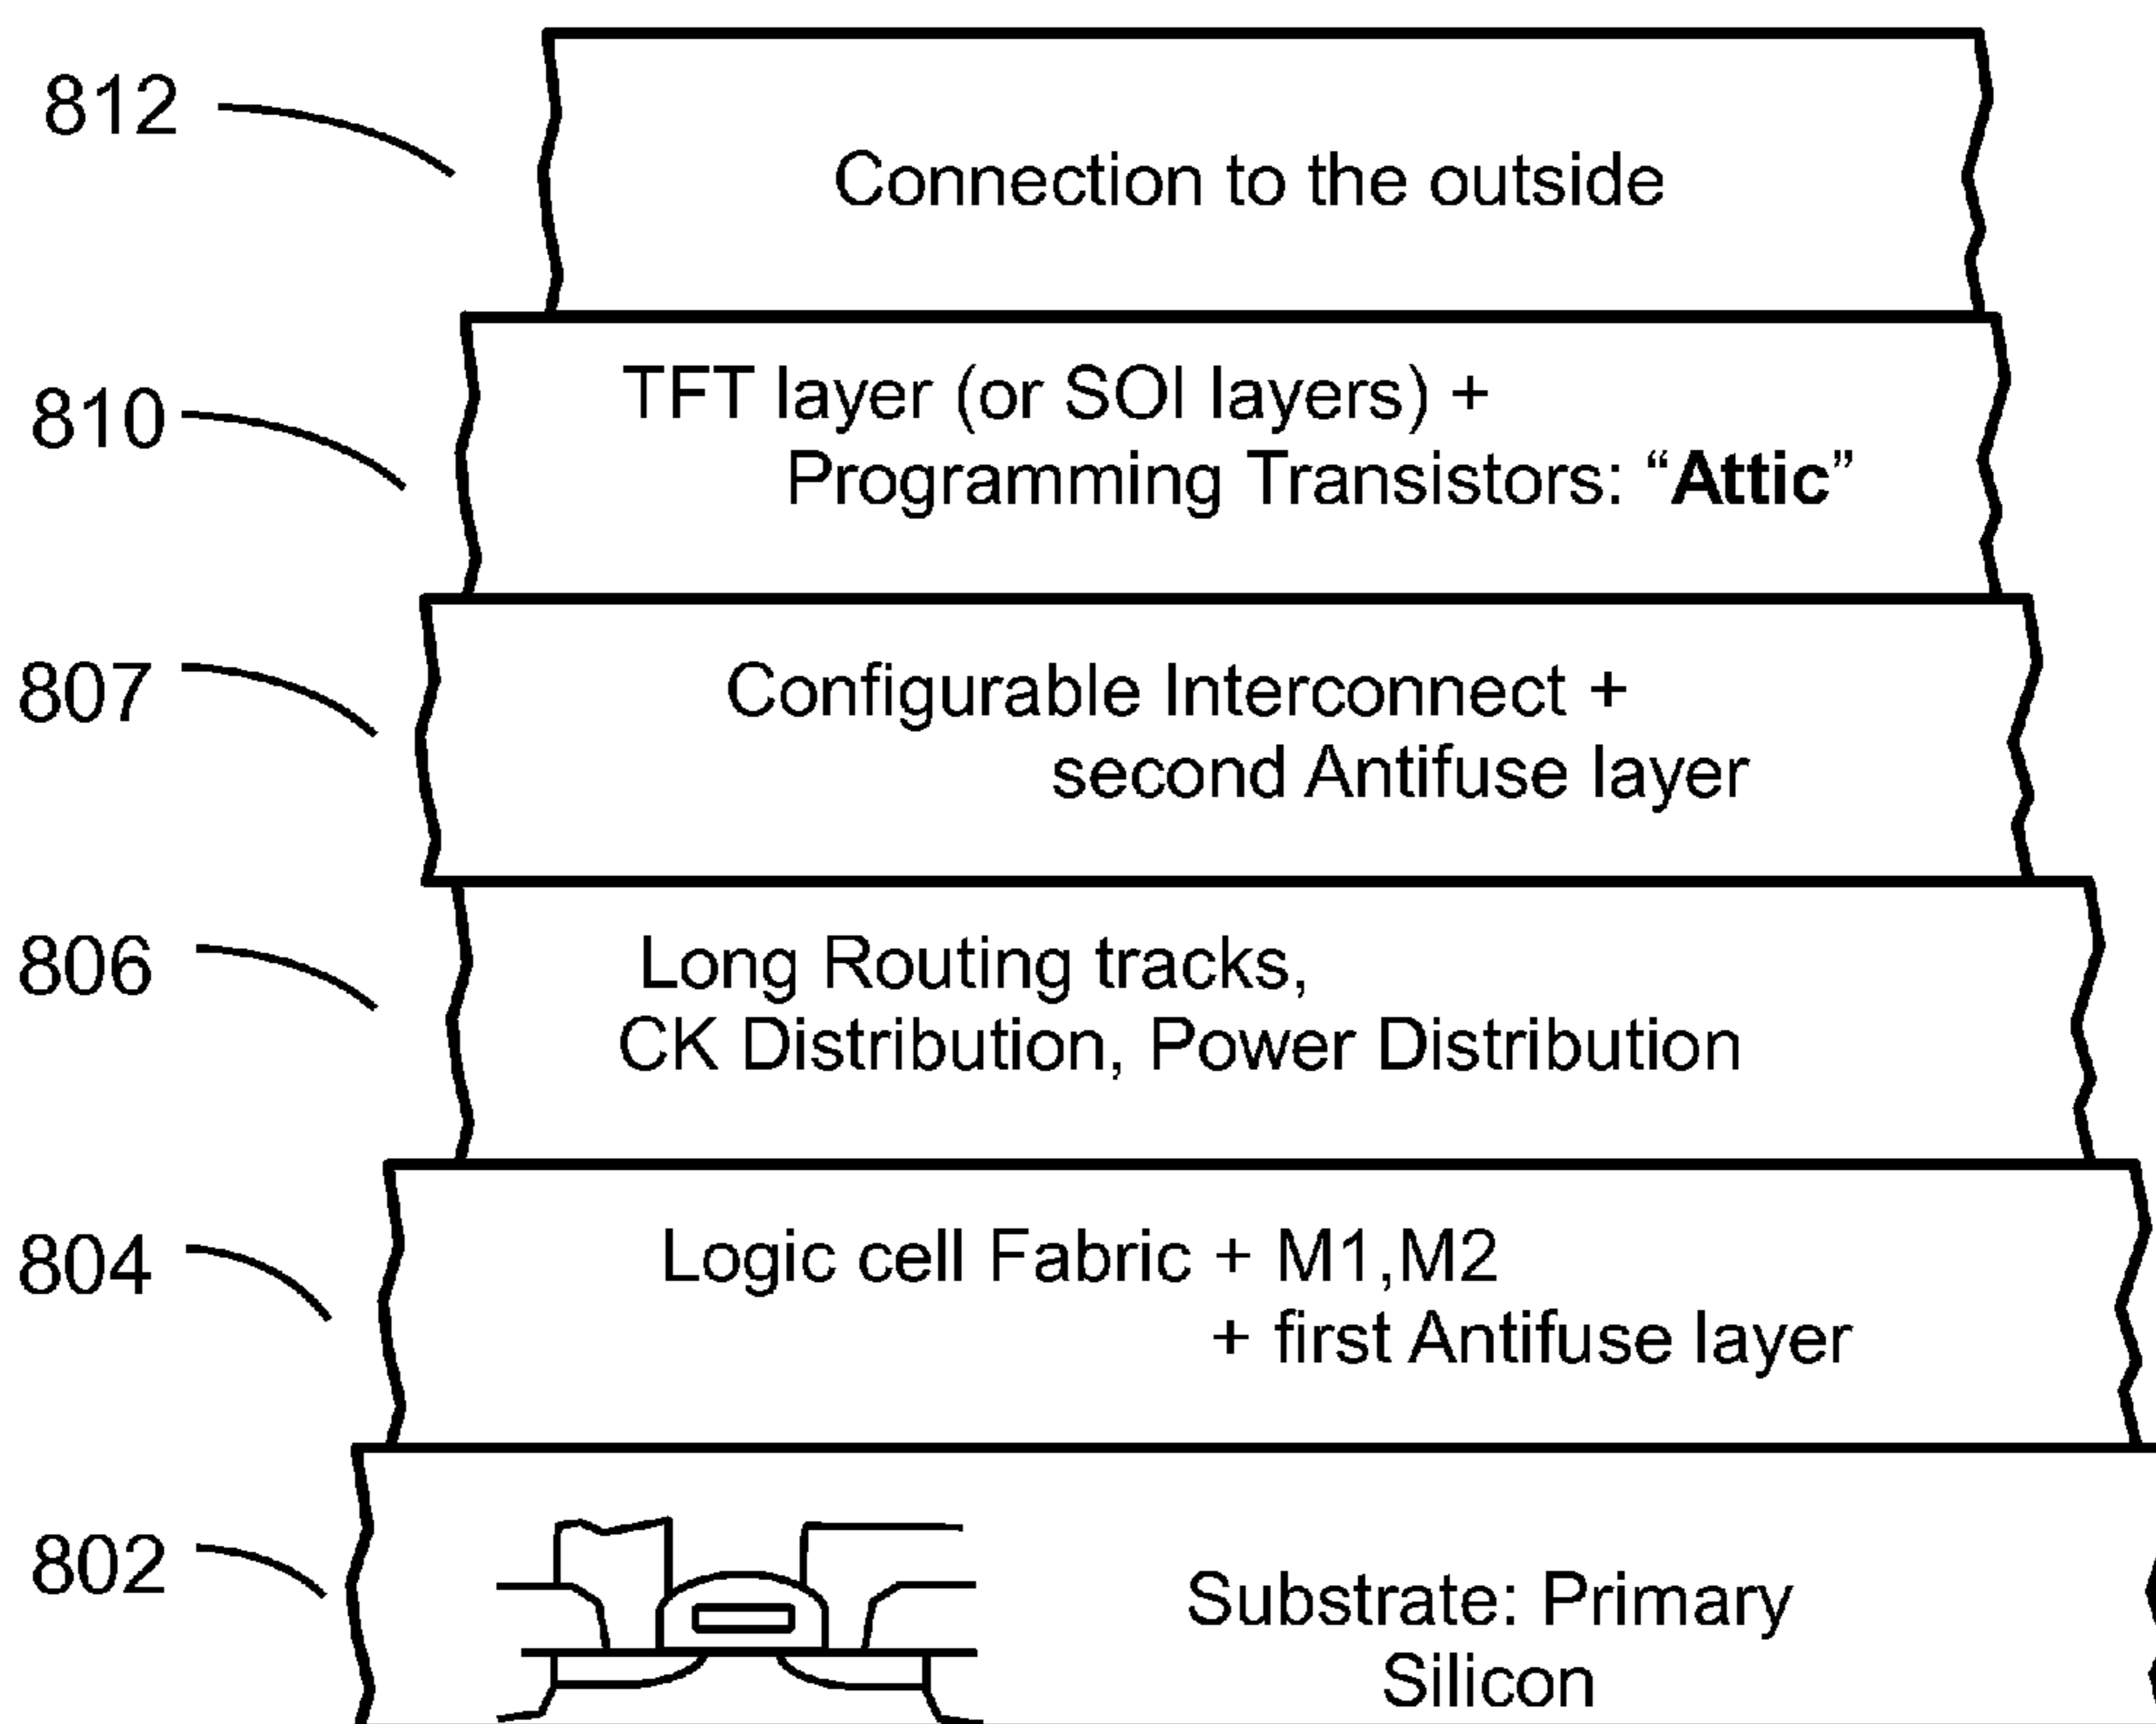 812
Connection to the outside
810
TFT layer (or SOI layers) +
Programming Transistors: “Attic”
807
Configurable Interconnect +
second Antifuse layer
806
Long Routing tracks,
CK Distribution, Power Distribution
804
Logic cell Fabric + M1,M2
+ first Antifuse layer
802
Substrate: Primary
Silicon